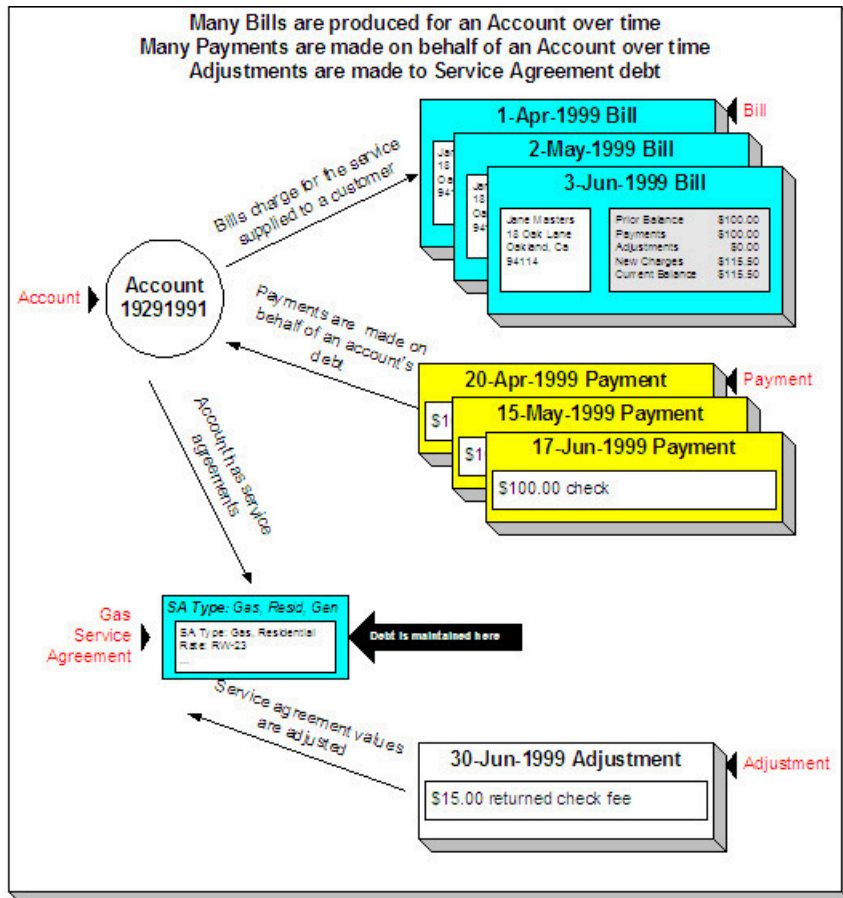 Many Bills are produced for an Account over time
Many Payments are made on behalf of an Account over time
Adjustments are made to Service Agreement debt
1-Apr-1999 Bill
Bill
2-May-1999 Bill
3-Jun-1999 Bill
Jane Masters
18 Oak Lane
Oakland, Ca
94114
Prior Balance $100.00
Payments $100.00
Adjustments $0.00
New Charges $115.50
Current Balance $115.50
Bills charge for the service
supplied to a customer
Account
Account
19291991
Payments are made on
behalf of an account's
debt
20-Apr-1999 Payment
Payment
15-May-1999 Payment
17-Jun-1999 Payment
$100.00 check
Account has service
agreements
Gas
Service
Agreement
SA Type: Gas, Resid, Gen
SA Type: Gas, Residential
Rate: RW-23
...
Debt is maintained here
Service agreement values
are adjusted
30-Jun-1999 Adjustment
Adjustment
$15.00 returned check fee